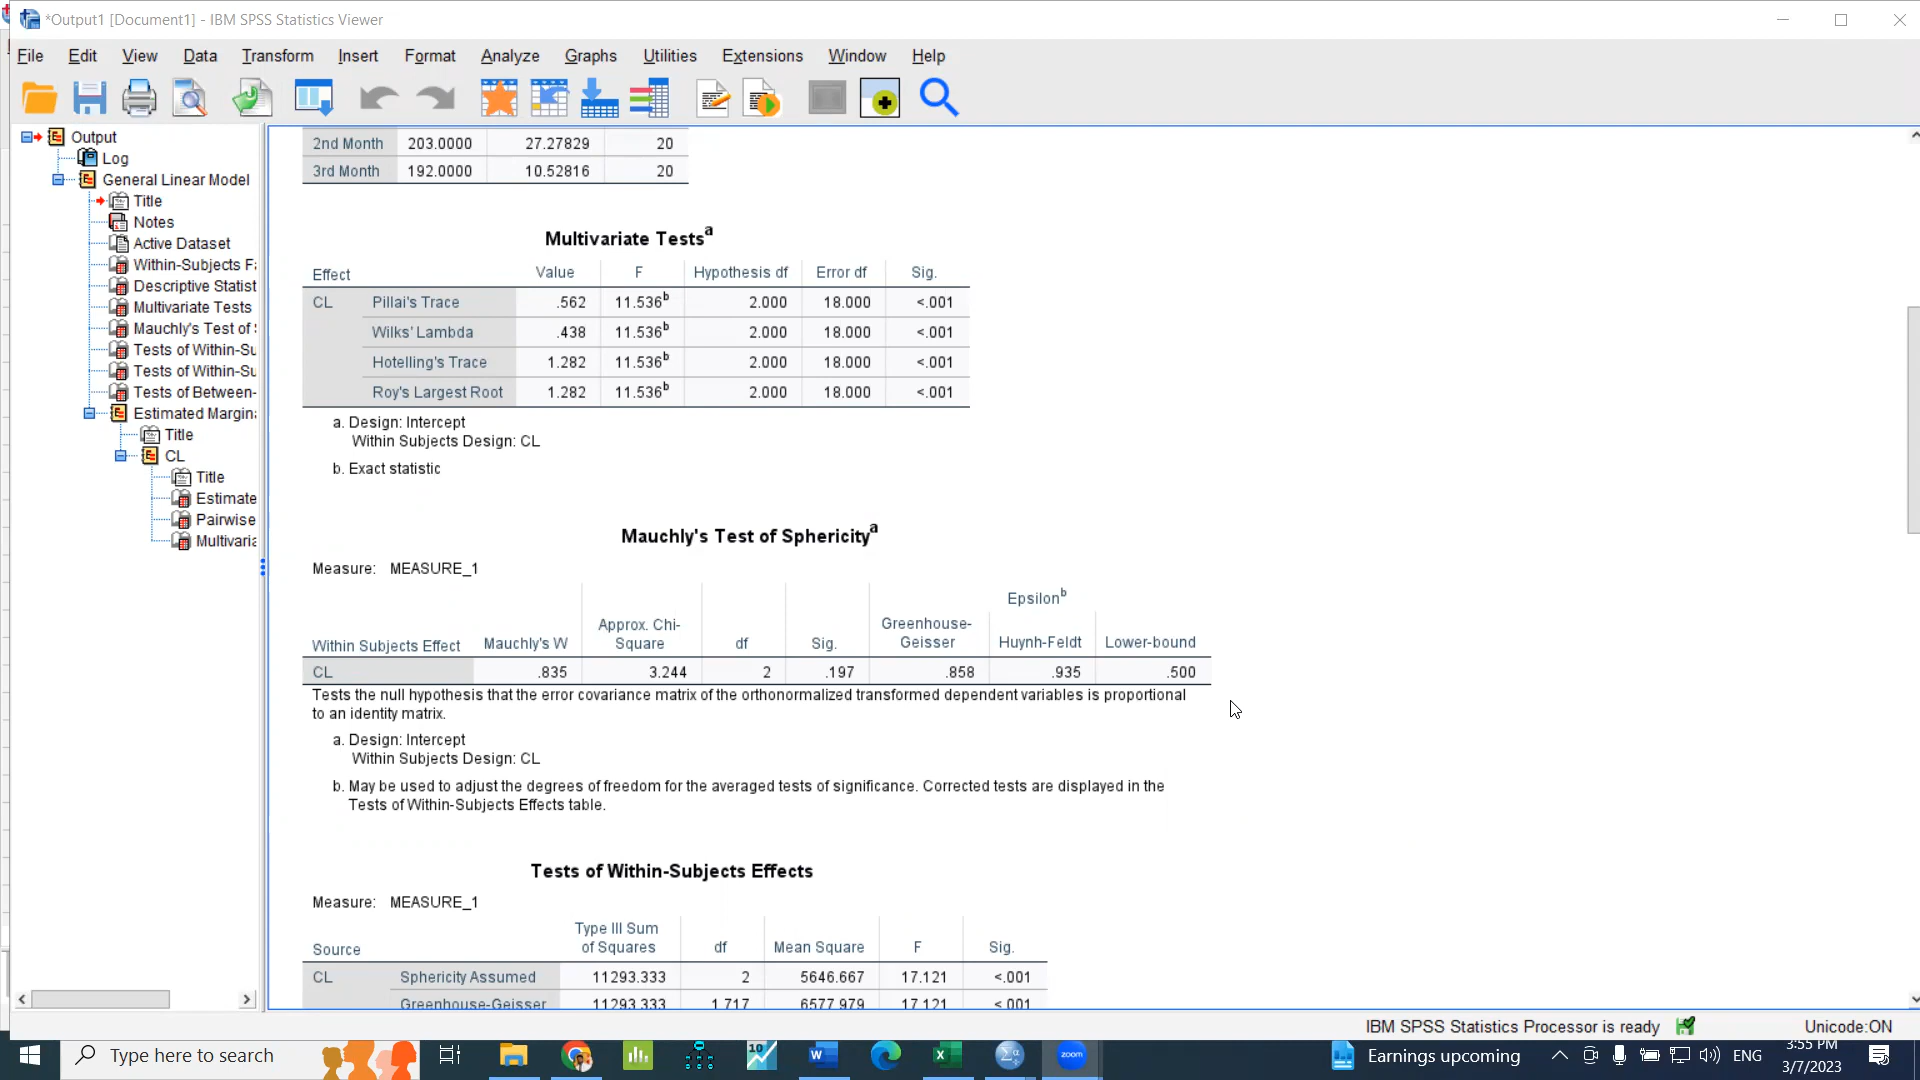 *Output1 [Document1] - IBM SPSS Statistics Viewer
File Edit View Data Transform Insert Format Analyze Graphs Utilities Extensions Window Help
Output
Log
General Linear Model
Title
Notes
Active Dataset
Within-Subjects Fa
Descriptive Statist
Multivariate Tests
Mauchly's Test of
Tests of Within-Su
Tests of Within-Su
Tests of Between-
Estimated Margina
Title
CL
Title
Estimate
Pairwise
Multivaria
2nd Month 203.0000 27.27829 20
3rd Month 192.0000 10.52816 20
Multivariate Testsa
Effect Value F Hypothesis df Error df Sig.
CL Pillai's Trace .562 11.536b 2.000 18.000 <.001
Wilks' Lambda .438 11.536b 2.000 18.000 <.001
Hotelling's Trace 1.282 11.536b 2.000 18.000 <.001
Roy's Largest Root 1.282 11.536b 2.000 18.000 <.001
a. Design: Intercept
Within Subjects Design: CL
b. Exact statistic
Mauchly's Test of Sphericitya
Measure: MEASURE_1
Epsilonb
Within Subjects Effect Mauchly's W Approx. Chi-Square df Sig. Greenhouse-Geisser Huynh-Feldt Lower-bound
CL .835 3.244 2 .197 .858 .935 .500
Tests the null hypothesis that the error covariance matrix of the orthonormalized transformed dependent variables is proportional
to an identity matrix.
a. Design: Intercept
Within Subjects Design: CL
b. May be used to adjust the degrees of freedom for the averaged tests of significance. Corrected tests are displayed in the
Tests of Within-Subjects Effects table.
Tests of Within-Subjects Effects
Measure: MEASURE_1
Source Type III Sum of Squares df Mean Square F Sig.
CL Sphericity Assumed 11293.333 2 5646.667 17.121 <.001
Greenhouse-Geisser 11293.333 1.717 6577.979 17.121 <.001
IBM SPSS Statistics Processor is ready Unicode:ON
Type here to search
10
W
X
Σα
zoom
Earnings upcoming
ENG
3:55 PM
3/7/2023